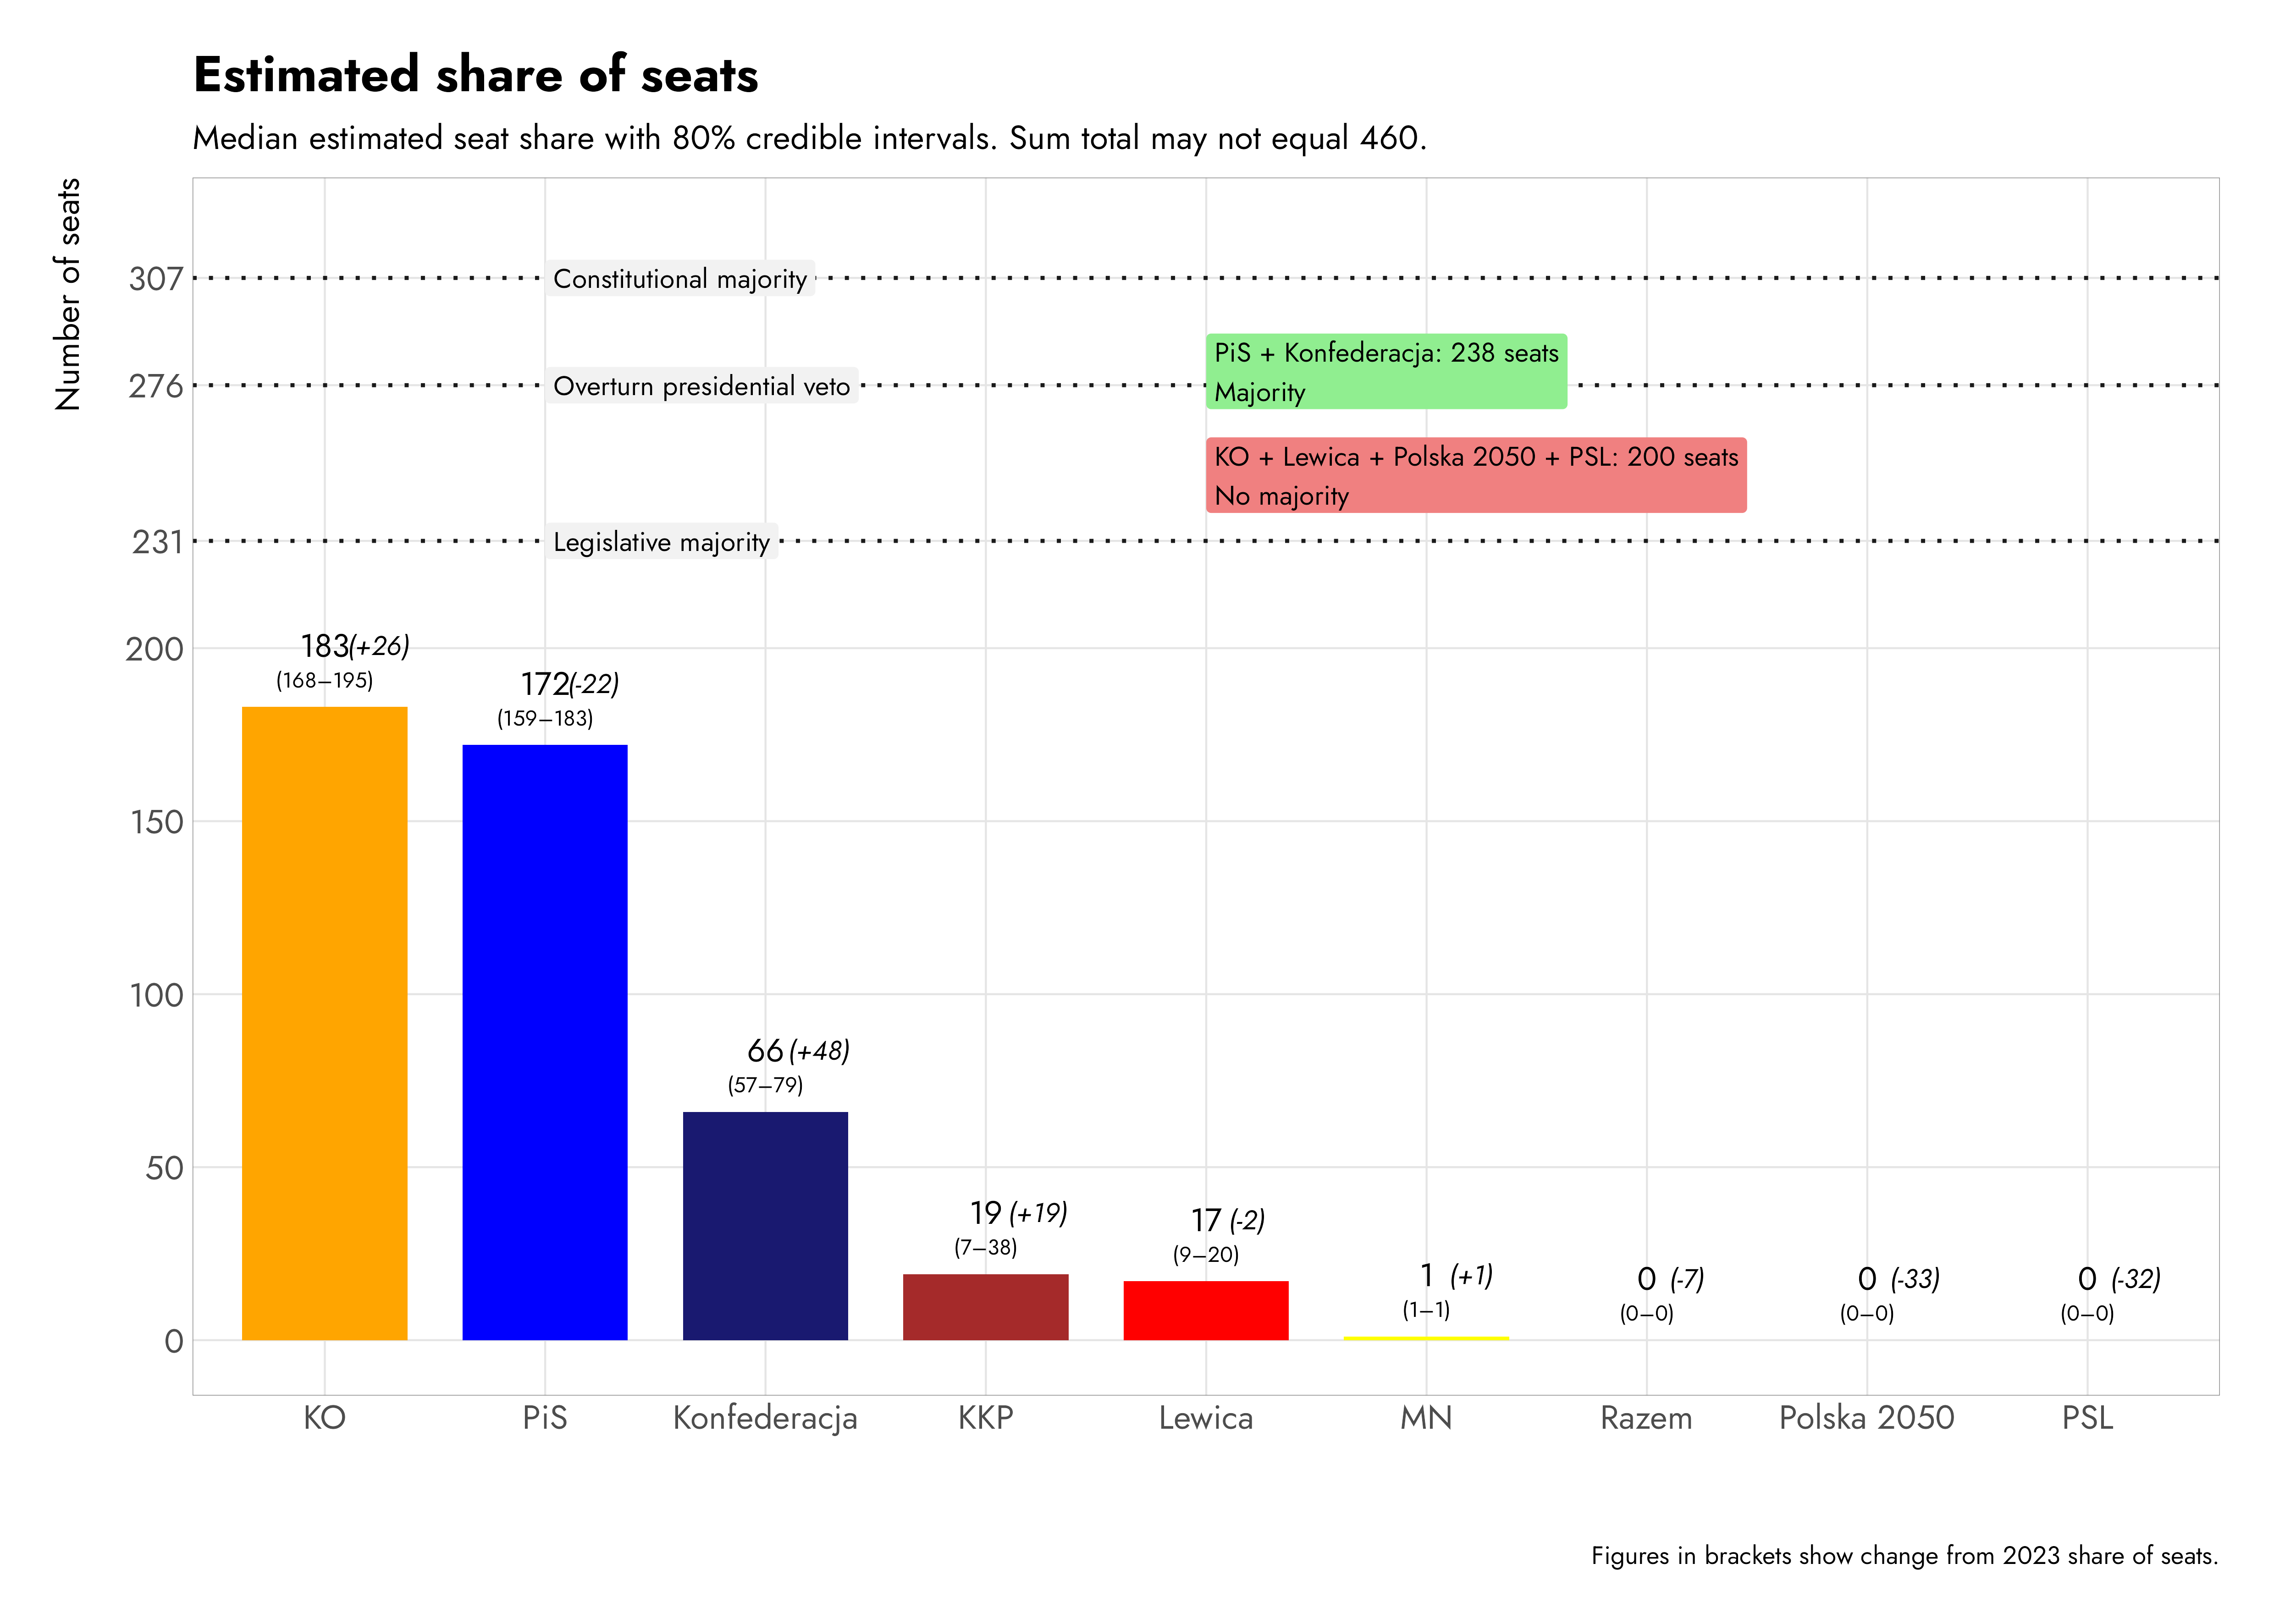 Estimated share of seats
Median estimated seat share with 80% credible intervals. Sum total may not equal 460.
Number of seats
307
Constitutional majority
PiS + Konfederacja: 238 seats
Majority
276
Overturn presidential veto
KO + Lewica + Polska 2050 + PSL: 200 seats
No majority
231
Legislative majority
200
183(+26)
(168–195)
172(-22)
(159–183)
150
100
66 (+48)
(57–79)
50
19 (+19)
(7–38)
17 (-2)
(9–20)
1 (+1)
(1–1)
0 (-7)
(0–0)
0 (-33)
(0–0)
0 (-32)
(0–0)
0
KO PiS Konfederacja KKP Lewica MN Razem Polska 2050 PSL
Figures in brackets show change from 2023 share of seats.